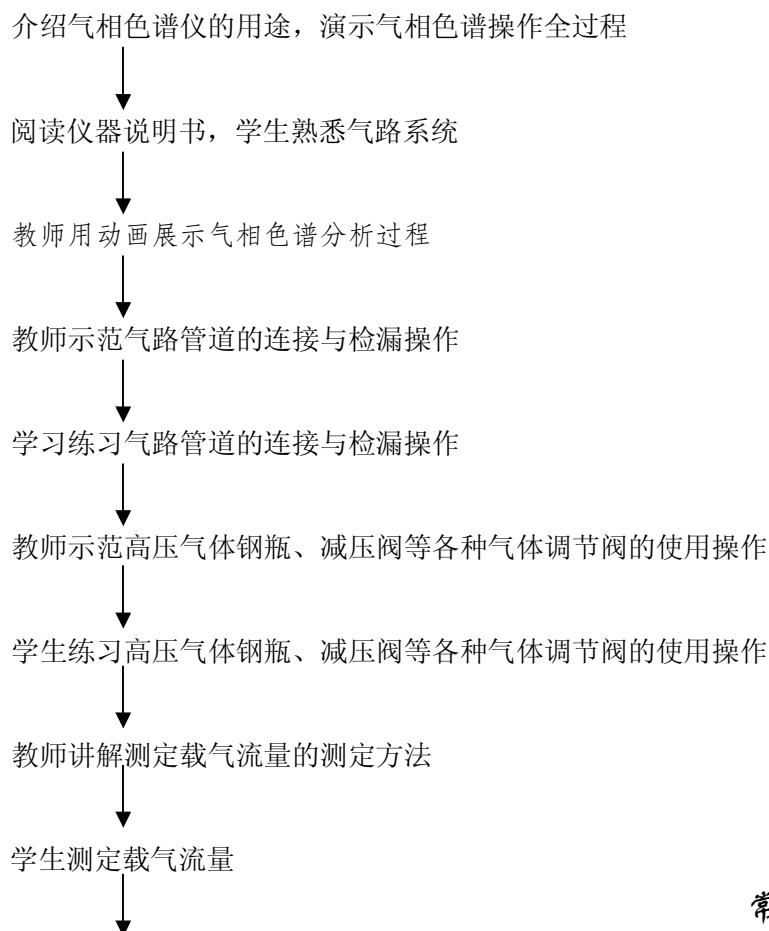 介绍气相色谱仪的用途，演示气相色谱操作全过程
阅读仪器说明书，学生熟悉气路系统
教师用动画展示气相色谱分析过程
教师示范气路管道的连接与检漏操作
学习练习气路管道的连接与检漏操作
教师示范高压气体钢瓶、减压阀等各种气体调节阀的使用操作
学生练习高压气体钢瓶、减压阀等各种气体调节阀的使用操作
教师讲解测定载气流量的测定方法
学生测定载气流量